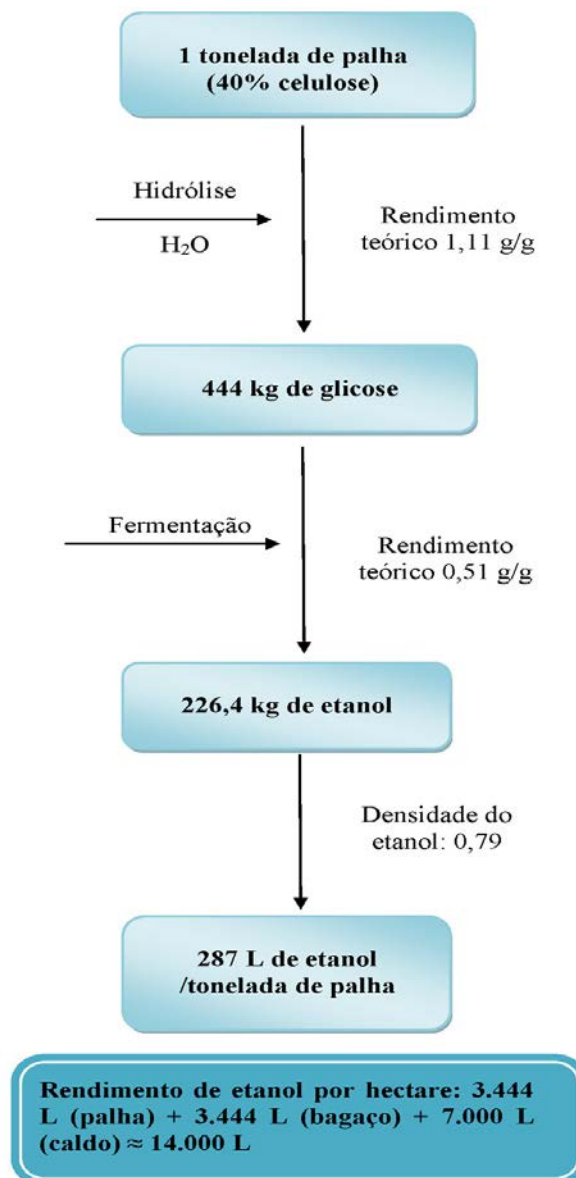 1 tonelada de palha
(40% celulose)
Hidrólise
H₂O
Rendimento
teórico 1,11 g/g
444 kg de glicose
Fermentação
Rendimento
teórico 0,51 g/g
226,4 kg de etanol
Densidade do
etanol: 0,79
287 L de etanol
/tonelada de palha
Rendimento de etanol por hectare: 3.444
L (palha) + 3.444 L (bagaço) + 7.000 L
(caldo) ≈ 14.000 L